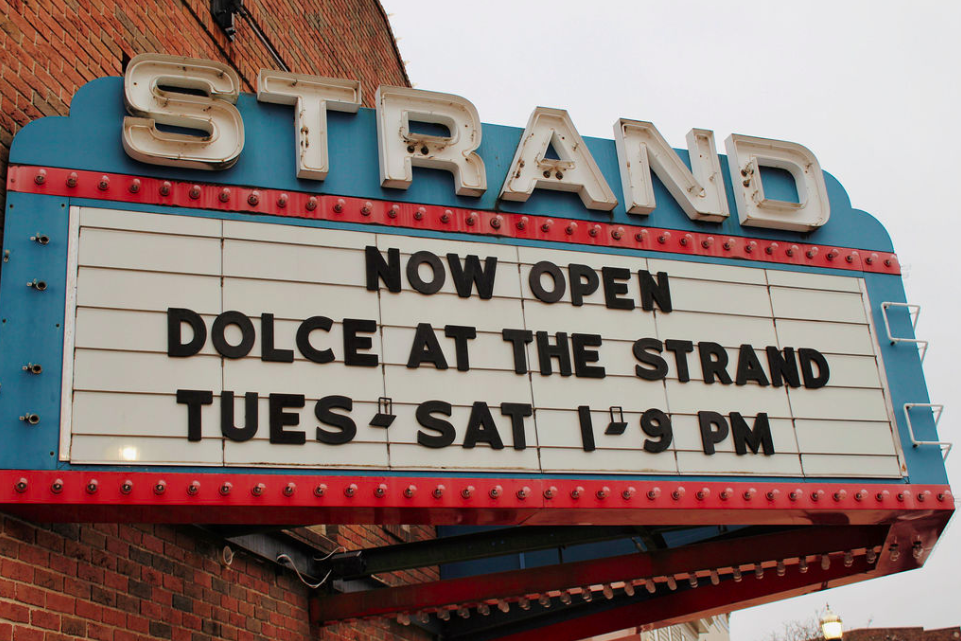 STRAND
NOW OPEN
DOLCE AT THE STRAND
TUES-SAT 1-9 PM